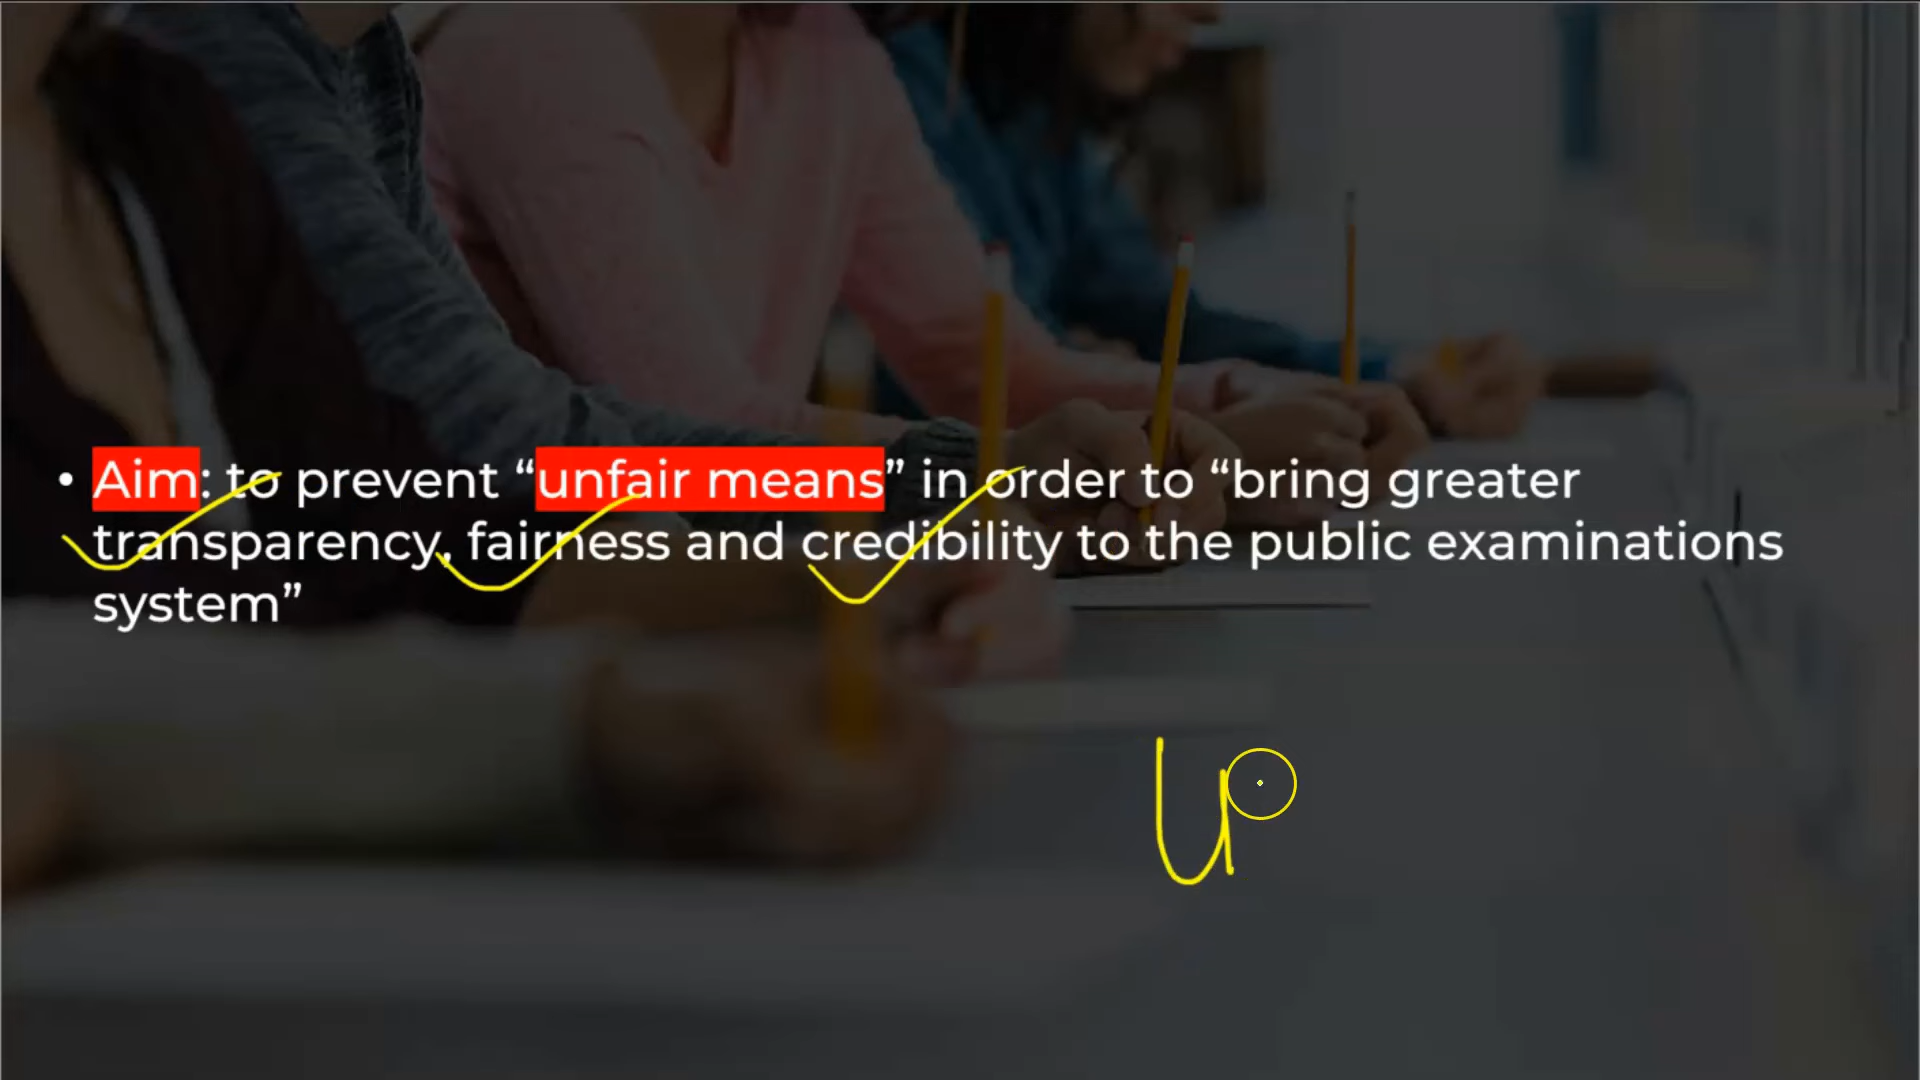 • Aim: to prevent “unfair means” in order to “bring greater
transparency, fairness and credibility to the public examinations
system”
U